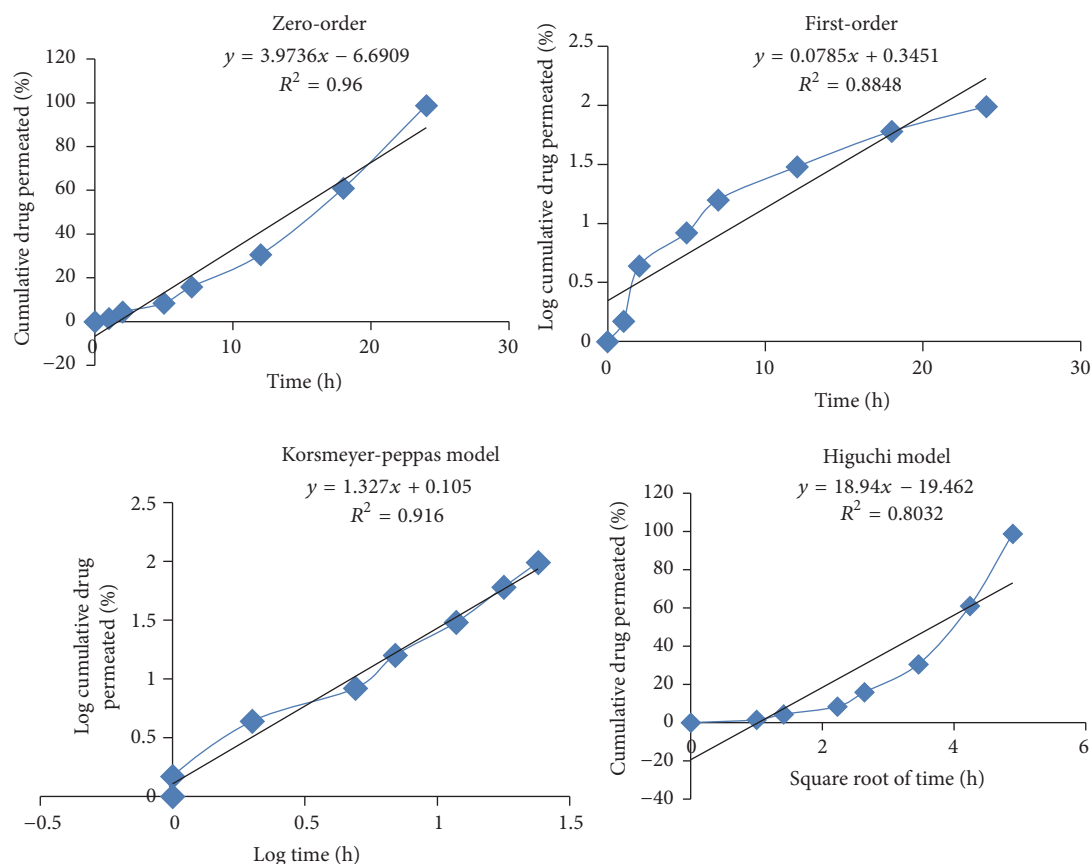 Zero-order
y = 3.9736x − 6.6909
R² = 0.96
Cumulative drug permeated (%)
120
100
80
60
40
20
0
−20
0
10
20
30
Time (h)
First-order
y = 0.0785x + 0.3451
R² = 0.8848
Log cumulative drug permeated (%)
2.5
2
1.5
1
0.5
0
0
10
20
30
Time (h)
Korsmeyer-peppas model
y = 1.327x + 0.105
R² = 0.916
Log cumulative drug
permeated (%)
2.5
2
1.5
1
0.5
0
−0.5
0
0.5
1
1.5
Log time (h)
Higuchi model
y = 18.94x − 19.462
R² = 0.8032
Cumulative drug permeated (%)
120
100
80
60
40
20
0
−20
−40
0
2
4
6
Square root of time (h)